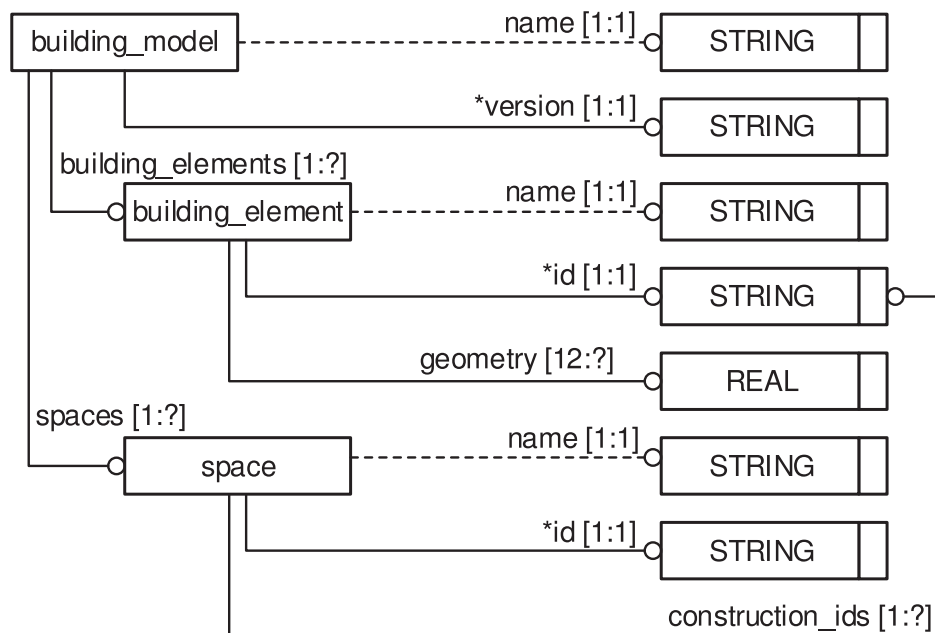 name [1:1]
building_model
STRING
*version [1:1]
STRING
building_elements [1:?]
name [1:1]
building_element
STRING
*id [1:1]
STRING
geometry [12:?]
REAL
spaces [1:?]
name [1:1]
space
STRING
*id [1:1]
STRING
construction_ids [1:?]